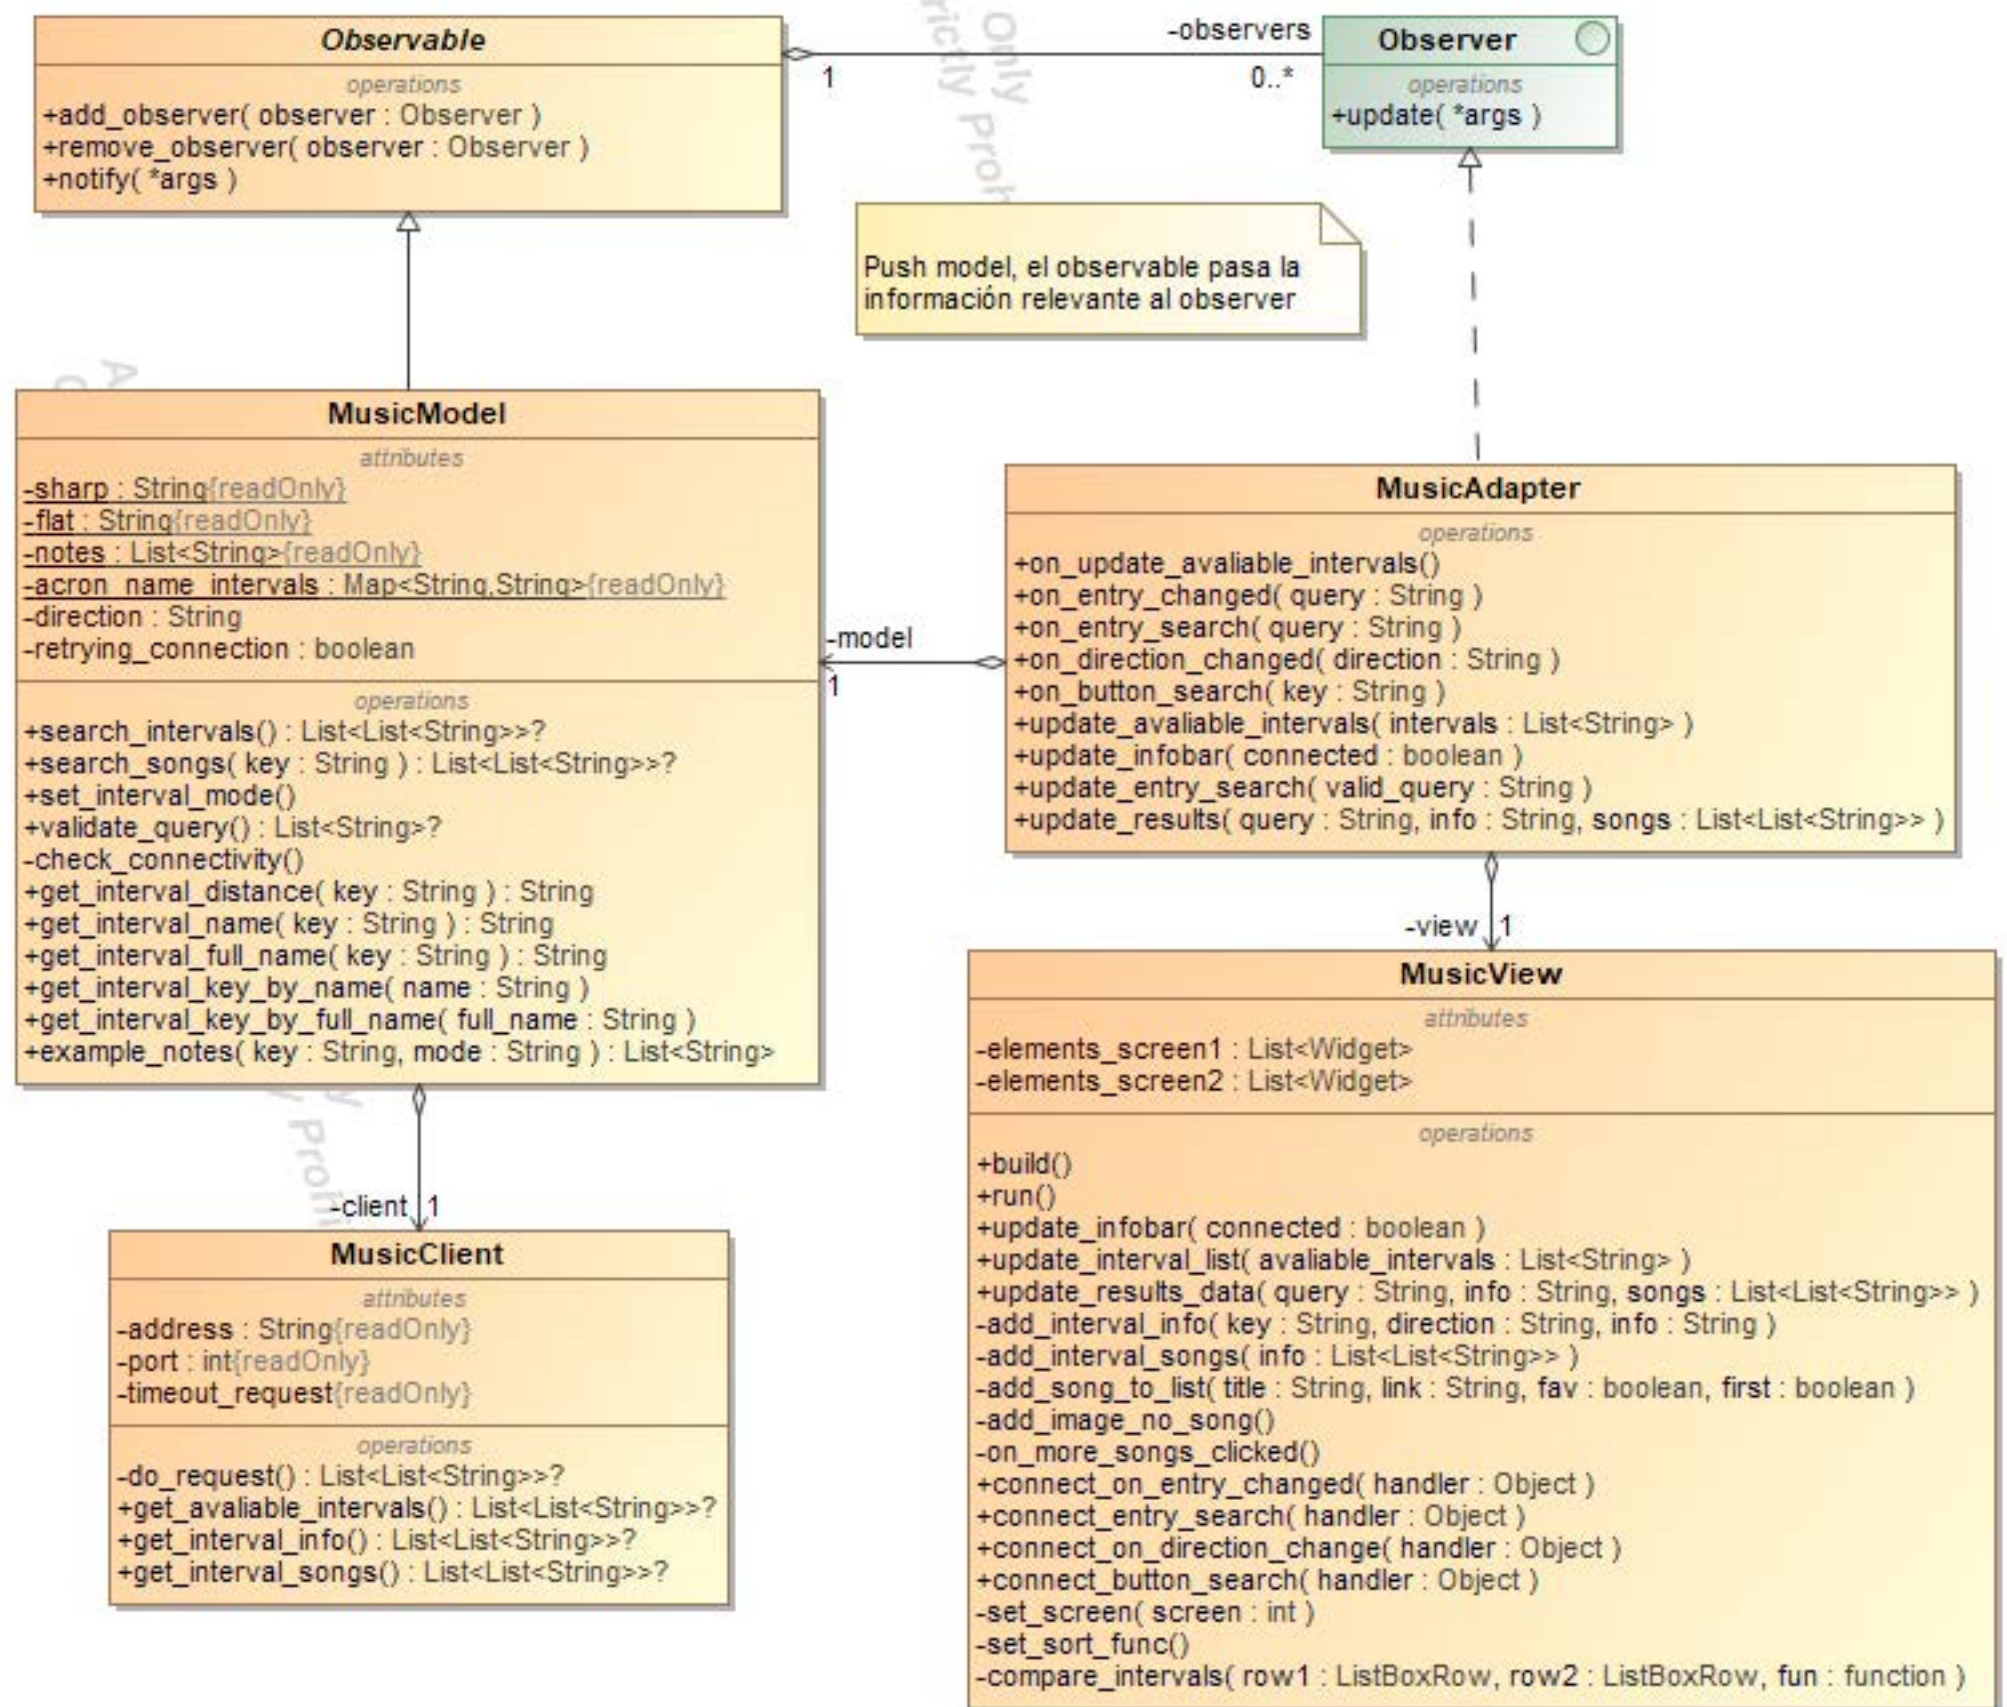 Observable
operations
+add_observer( observer : Observer )
+remove_observer( observer : Observer )
+notify( *args )
-observers
1
0..*
Observer
operations
+update( *args )
Only
rictly Proh
Push model, el observable pasa la
información relevante al observer
A
MusicModel
attributes
-sharp : String{readOnly}
-flat : String{readOnly}
-notes : List<String>{readOnly}
-acron_name_intervals : Map<String,String>{readOnly}
-direction : String
-retrying_connection : boolean
operations
+search_intervals() : List<List<String>>?
+search_songs( key : String ) : List<List<String>>?
+set_interval_mode()
+validate_query() : List<String>?
-check_connectivity()
+get_interval_distance( key : String ) : String
+get_interval_name( key : String ) : String
+get_interval_full_name( key : String ) : String
+get_interval_key_by_name( name : String )
+get_interval_key_by_full_name( full_name : String )
+example_notes( key : String, mode : String ) : List<String>
-model
1
MusicAdapter
operations
+on_update_avaliable_intervals()
+on_entry_changed( query : String )
+on_entry_search( query : String )
+on_direction_changed( direction : String )
+on_button_search( key : String )
+update_avaliable_intervals( intervals : List<String> )
+update_infobar( connected : boolean )
+update_entry_search( valid_query : String )
+update_results( query : String, info : String, songs : List<List<String>> )
-view
1
y
y Prohi
-client
1
MusicClient
attributes
-address : String{readOnly}
-port : int{readOnly}
-timeout_request{readOnly}
operations
-do_request() : List<List<String>>?
+get_avaliable_intervals() : List<List<String>>?
+get_interval_info() : List<List<String>>?
+get_interval_songs() : List<List<String>>?
MusicView
attributes
-elements_screen1 : List<Widget>
-elements_screen2 : List<Widget>
operations
+build()
+run()
+update_infobar( connected : boolean )
+update_interval_list( avaliable_intervals : List<String> )
+update_results_data( query : String, info : String, songs : List<List<String>> )
-add_interval_info( key : String, direction : String, info : String )
-add_interval_songs( info : List<List<String>> )
-add_song_to_list( title : String, link : String, fav : boolean, first : boolean )
-add_image_no_song()
-on_more_songs_clicked()
+connect_on_entry_changed( handler : Object )
+connect_entry_search( handler : Object )
+connect_on_direction_change( handler : Object )
+connect_button_search( handler : Object )
-set_screen( screen : int )
-set_sort_func()
-compare_intervals( row1 : ListBoxRow, row2 : ListBoxRow, fun : function )